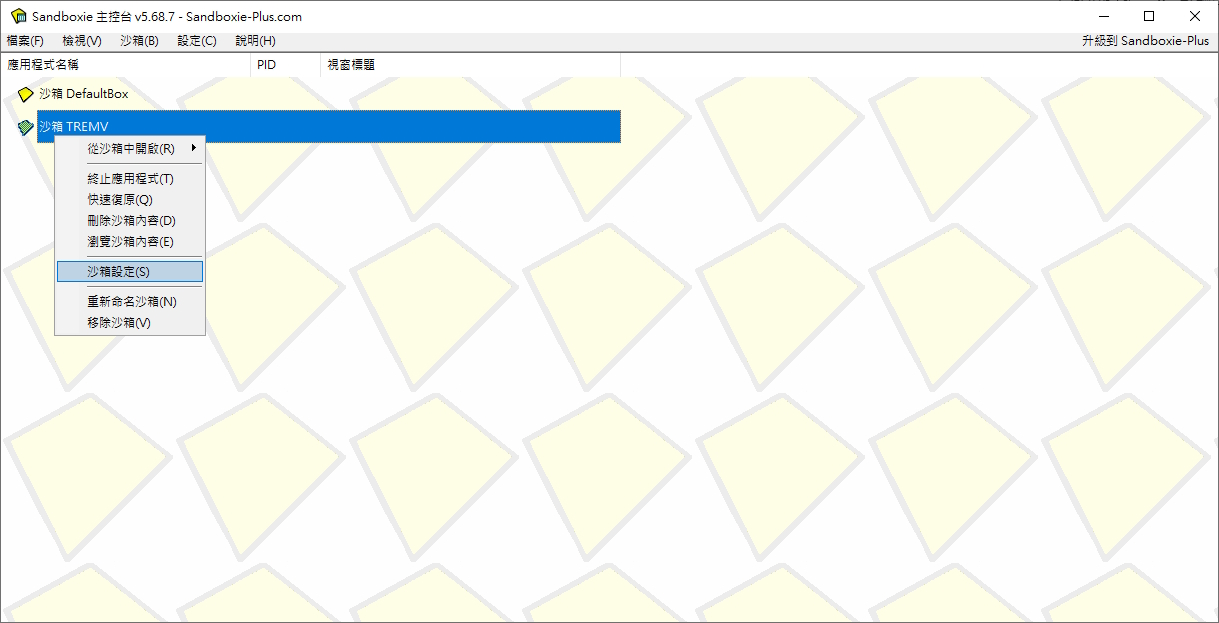 Sandboxie 主控台 v5.68.7 - Sandboxie-Plus.com
檔案(F) 檢視(V) 沙箱(B) 設定(C) 說明(H) 升級到 Sandboxie-Plus
應用程式名稱 PID 視窗標題
沙箱 DefaultBox
沙箱 TREMV
從沙箱中開啟(R)
終止應用程式(T)
快速復原(Q)
刪除沙箱內容(D)
瀏覽沙箱內容(E)
沙箱設定(S)
重新命名沙箱(N)
移除沙箱(V)